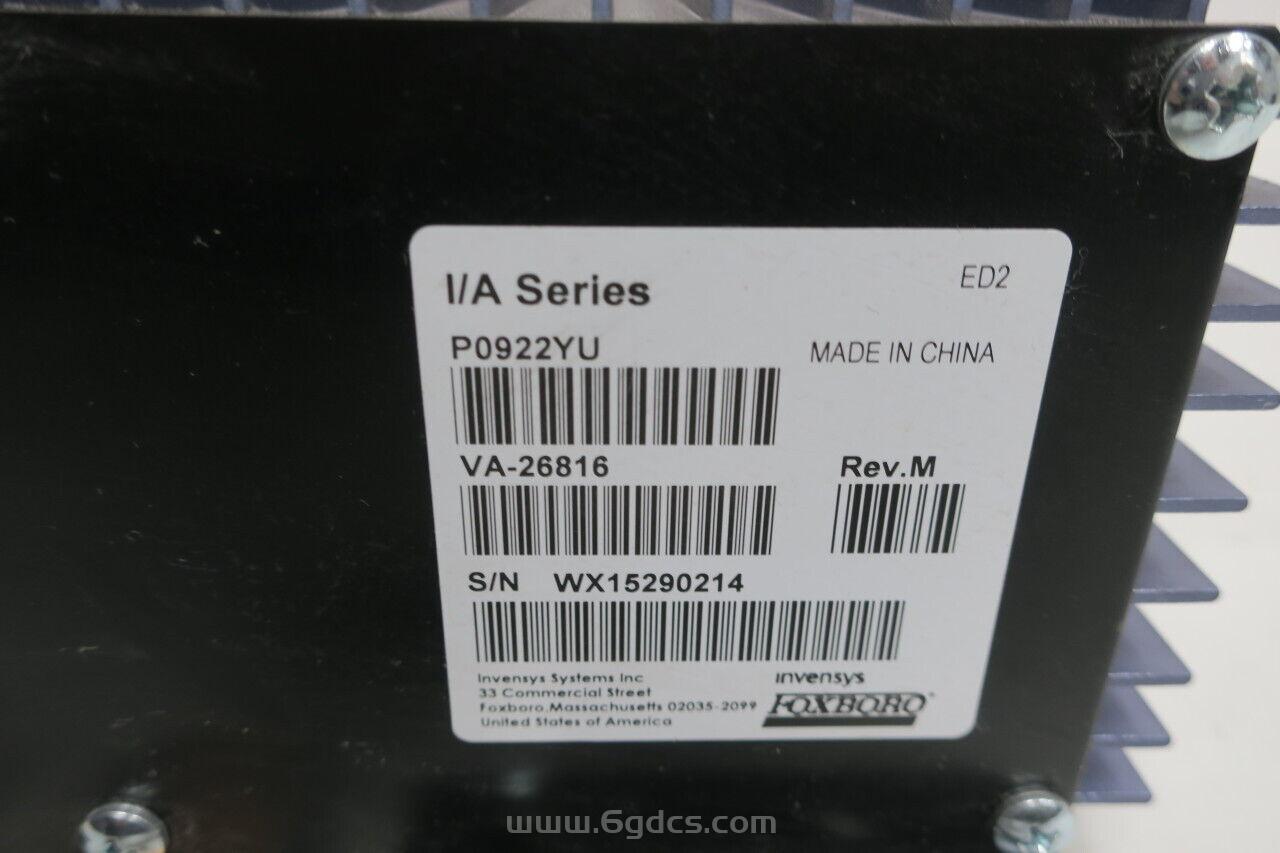 I/A Series
ED2
P0922YU
MADE IN CHINA
VA-26816
Rev.M
S/N WX15290214
Invensys Systems Inc
33 Commercial Street
Foxboro,Massachusetts 02035-2099
United States of America
invensys
FOXBORO
www.6gdcs.com